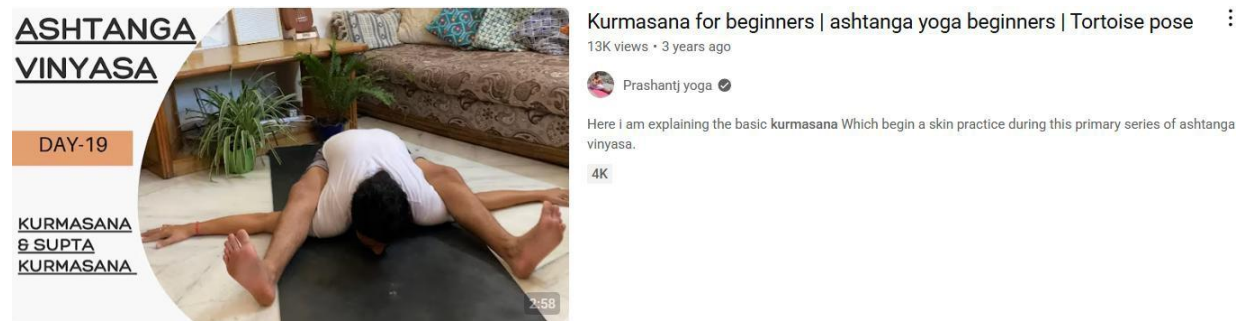 ASHTANGA
VINYASA
DAY-19
KURMASANA
& SUPTA
KURMASANA
2:58
Kurmasana for beginners | ashtanga yoga beginners | Tortoise pose
13K views • 3 years ago
Prashantj yoga
Here i am explaining the basic kurmasana Which begin a skin practice during this primary series of ashtanga
vinyasa.
4K